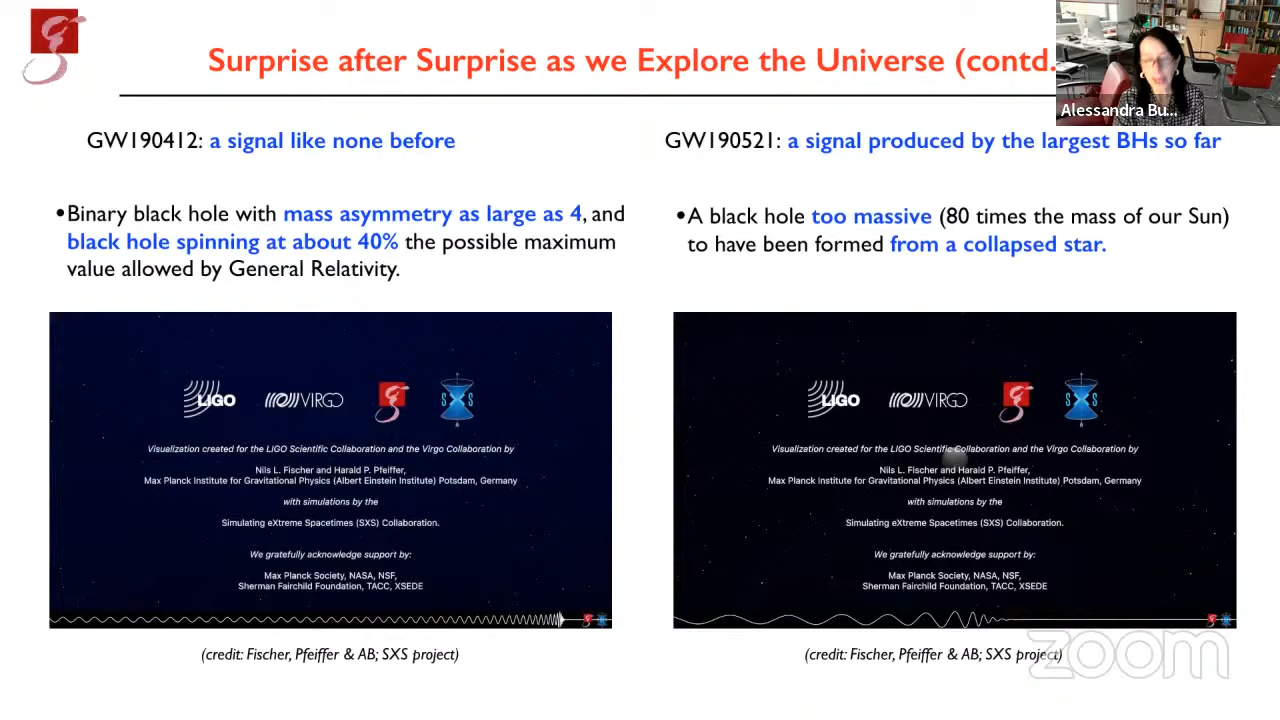 Surprise after Surprise as we Explore the Universe (contd.
Alessandra Bu...
GW190412: a signal like none before
•Binary black hole with mass asymmetry as large as 4, and
black hole spinning at about 40% the possible maximum
value allowed by General Relativity.
LIGO
VIRGO
S S
Visualization created for the LIGO Scientific Collaboration and the Virgo Collaboration by
Nils L. Fischer and Harald P. Pfeiffer,
Max Planck Institute for Gravitational Physics (Albert Einstein Institute) Potsdam, Germany
with simulations by the
Simulating eXtreme Spacetimes (SXS) Collaboration.
We gratefully acknowledge support by:
Max Planck Society, NASA, NSF,
Sherman Fairchild Foundation, TACC, XSEDE
(credit: Fischer, Pfeiffer & AB; SXS project)
GW190521: a signal produced by the largest BHs so far
•A black hole too massive (80 times the mass of our Sun)
to have been formed from a collapsed star.
LIGO
VIRGO
S S
Visualization created for the LIGO Scientific Collaboration and the Virgo Collaboration by
Nils L. Fischer and Harald P. Pfeiffer,
Max Planck Institute for Gravitational Physics (Albert Einstein Institute) Potsdam, Germany
with simulations by the
Simulating eXtreme Spacetimes (SXS) Collaboration.
We gratefully acknowledge support by:
Max Planck Society, NASA, NSF,
Sherman Fairchild Foundation, TACC, XSEDE
(credit: Fischer, Pfeiffer & AB; SXS project)
zoom